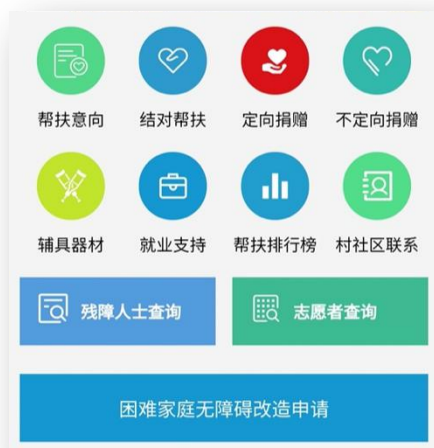 帮扶意向 结对帮扶 定向捐赠 不定向捐赠
辅具器材 就业支持 帮扶排行榜 村社区联系
残障人士查询 志愿者查询
困难家庭无障碍改造申请